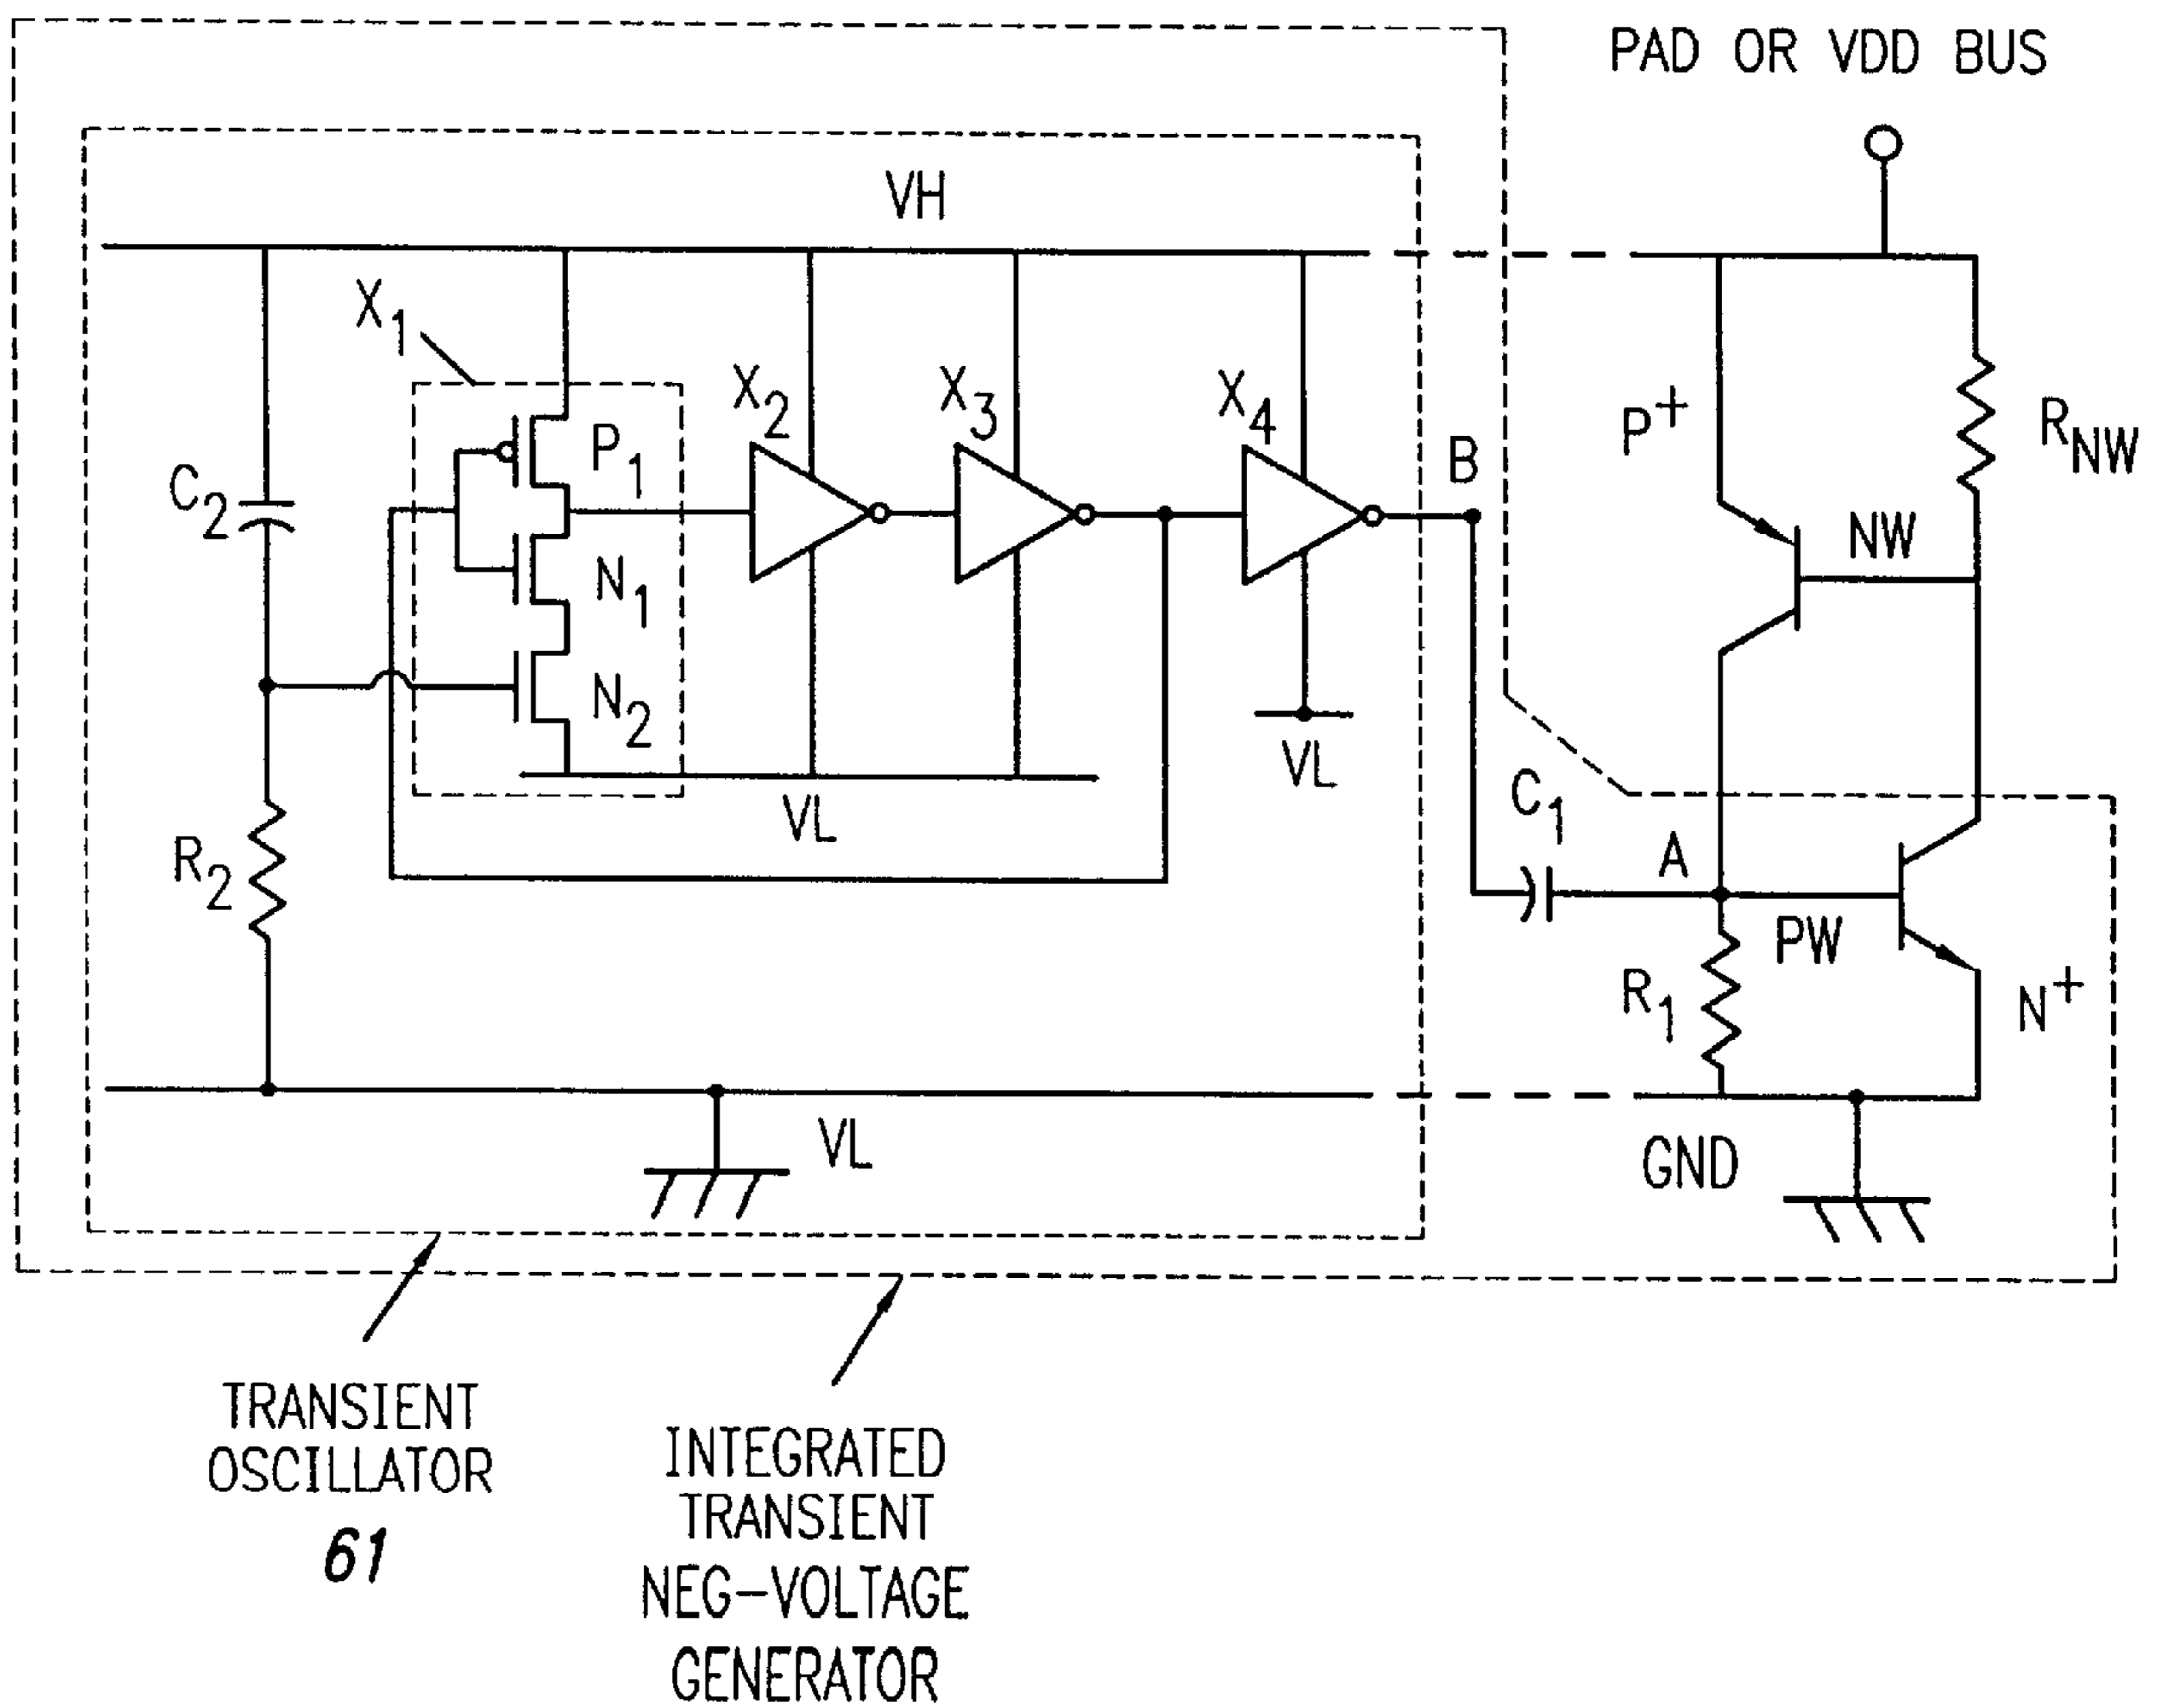 PAD OR VDD BUS
VH
X1
X2
X3
X4
P1
P+
RNW
B
C2
NW
N1
N2
VL
VL
C1
A
R2
PW
R1
N+
VL
GND
TRANSIENT
OSCILLATOR
61
INTEGRATED
TRANSIENT
NEG-VOLTAGE
GENERATOR